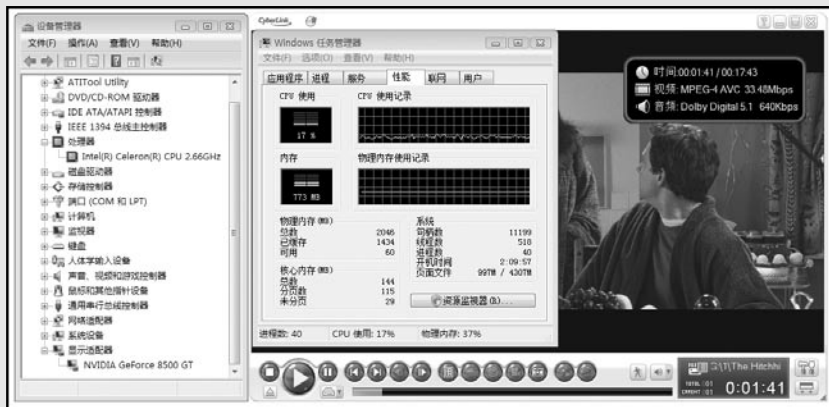 设备管理器
文件(F) 操作(A) 查看(V) 帮助(H)
ATITool Utility
DVD/CD-ROM 驱动器
IDE ATA/ATAPI 控制器
IEEE 1394 总线主控制器
处理器
Intel(R) Celeron(R) CPU 2.66GHz
磁盘驱动器
存储控制器
端口 (COM 和 LPT)
计算机
监视器
键盘
人体学输入设备
声音、视频和游戏控制器
鼠标和其他指针设备
通用串行总线控制器
网络适配器
系统设备
显示适配器
NVIDIA GeForce 8500 GT
CyberLink
Windows 任务管理器
文件(F) 选项(O) 查看(V) 帮助(H)
应用程序 进程 服务 性能 联网 用户
CPU 使用 CPU 使用记录
17 %
内存 物理内存使用记录
773 MB
物理内存(MB)
总数 2046
已缓存 1434
可用 60
核心内存(MB)
总数 144
分页数 115
未分页 29
系统
句柄数 11199
线程数 518
进程数 40
开机时间 2:09:57
页面文件 997M / 4307M
资源监视器(R)...
进程数: 40 CPU 使用: 17% 物理内存: 37%
时间:00:01:41 / 00:17:43
视频: MPEG-4 AVC 33.48Mbps
音频: Dolby Digital 5.1 640Kbps
G:\T\The Hitchhi
0:01:41